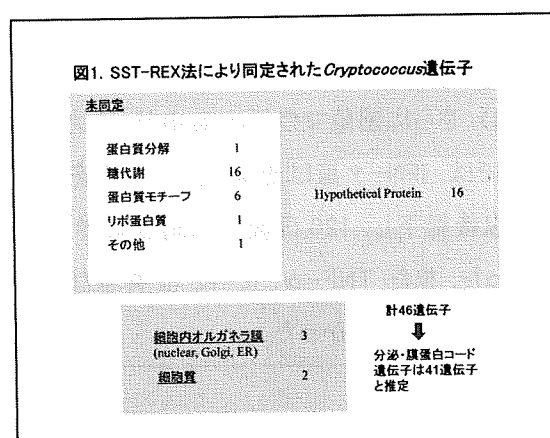 図1. SST-REX法により同定されたCryptococcus遺伝子
未同定
蛋白質分解 1
糖代謝 16
蛋白質モチーフ 6
リポ蛋白質 1
その他 1
Hypothetical Protein 16
細胞内オルガネラ膜 3
(nuclear, Golgi, ER)
細胞質 2
計46遺伝子
⬇
分泌・膜蛋白コード
遺伝子は41遺伝子
と推定